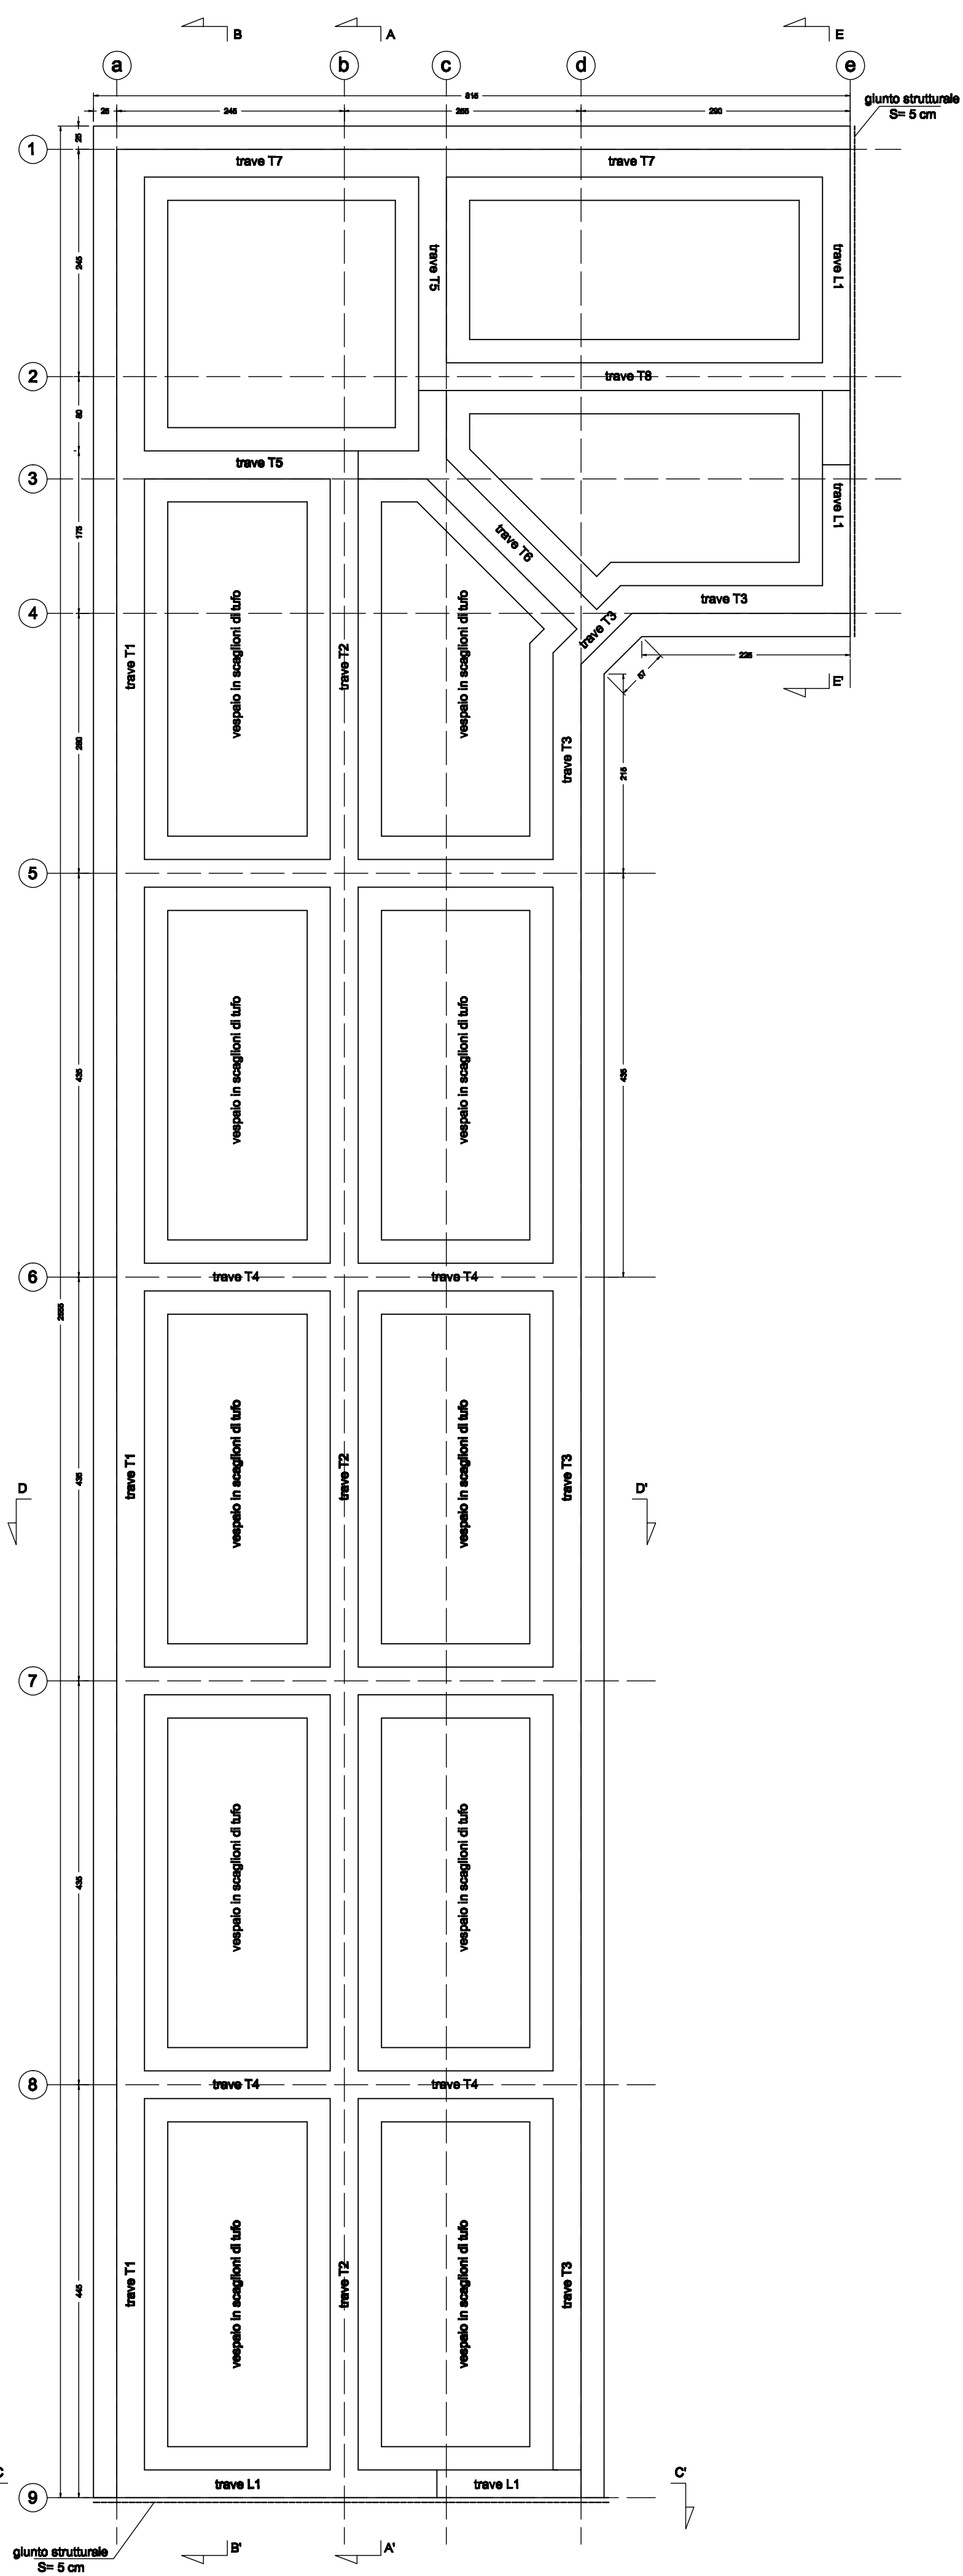 B
A
E
a
b
c
d
e
815
25
245
255
290
giunto strutturale
S= 5 cm
25
1
trave T7
trave T7
245
trave T5
trave L1
2
trave T8
80
trave T5
3
trave L1
175
trave T6
4
trave T3
trave T3
225
57
E'
trave T1
vespaio in scaglioni di tufo
trave T2
vespaio in scaglioni di tufo
trave T3
280
215
5
435
vespaio in scaglioni di tufo
vespaio in scaglioni di tufo
435
6
trave T4
trave T4
2555
435
trave T1
vespaio in scaglioni di tufo
trave T2
vespaio in scaglioni di tufo
trave T3
D
D'
7
435
vespaio in scaglioni di tufo
vespaio in scaglioni di tufo
8
trave T4
trave T4
445
trave T1
vespaio in scaglioni di tufo
trave T2
vespaio in scaglioni di tufo
trave T3
C
C'
trave L1
trave L1
9
giunto strutturale
S= 5 cm
B'
A'